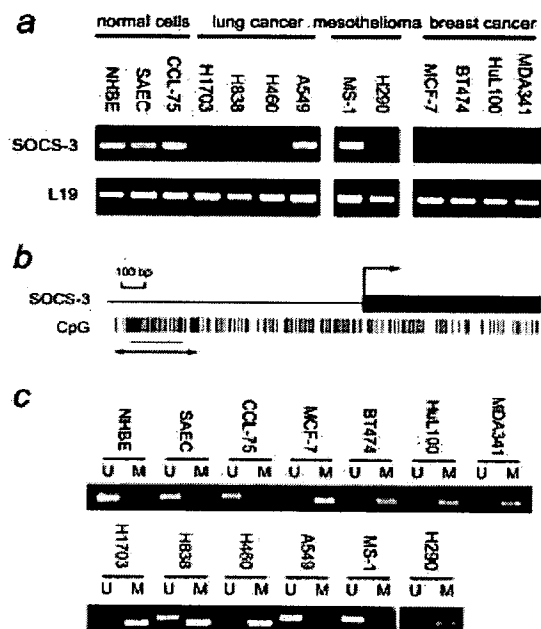 a
normal cells lung cancer mesothelioma breast cancer
NHBE SAEC CCL-75 H1703 H838 H460 A549 MS-1 H290 MCF-7 BT474 HuL100 MDA341
SOCS-3
L19
b
100 bp
SOCS-3
CpG
c
NHBE SAEC CCL-75 MCF-7 BT474 HuL100 MDA341
U M U M U M U M U M U M U M
H1703 H838 H460 A549 MS-1 H290
U M U M U M U M U M U M